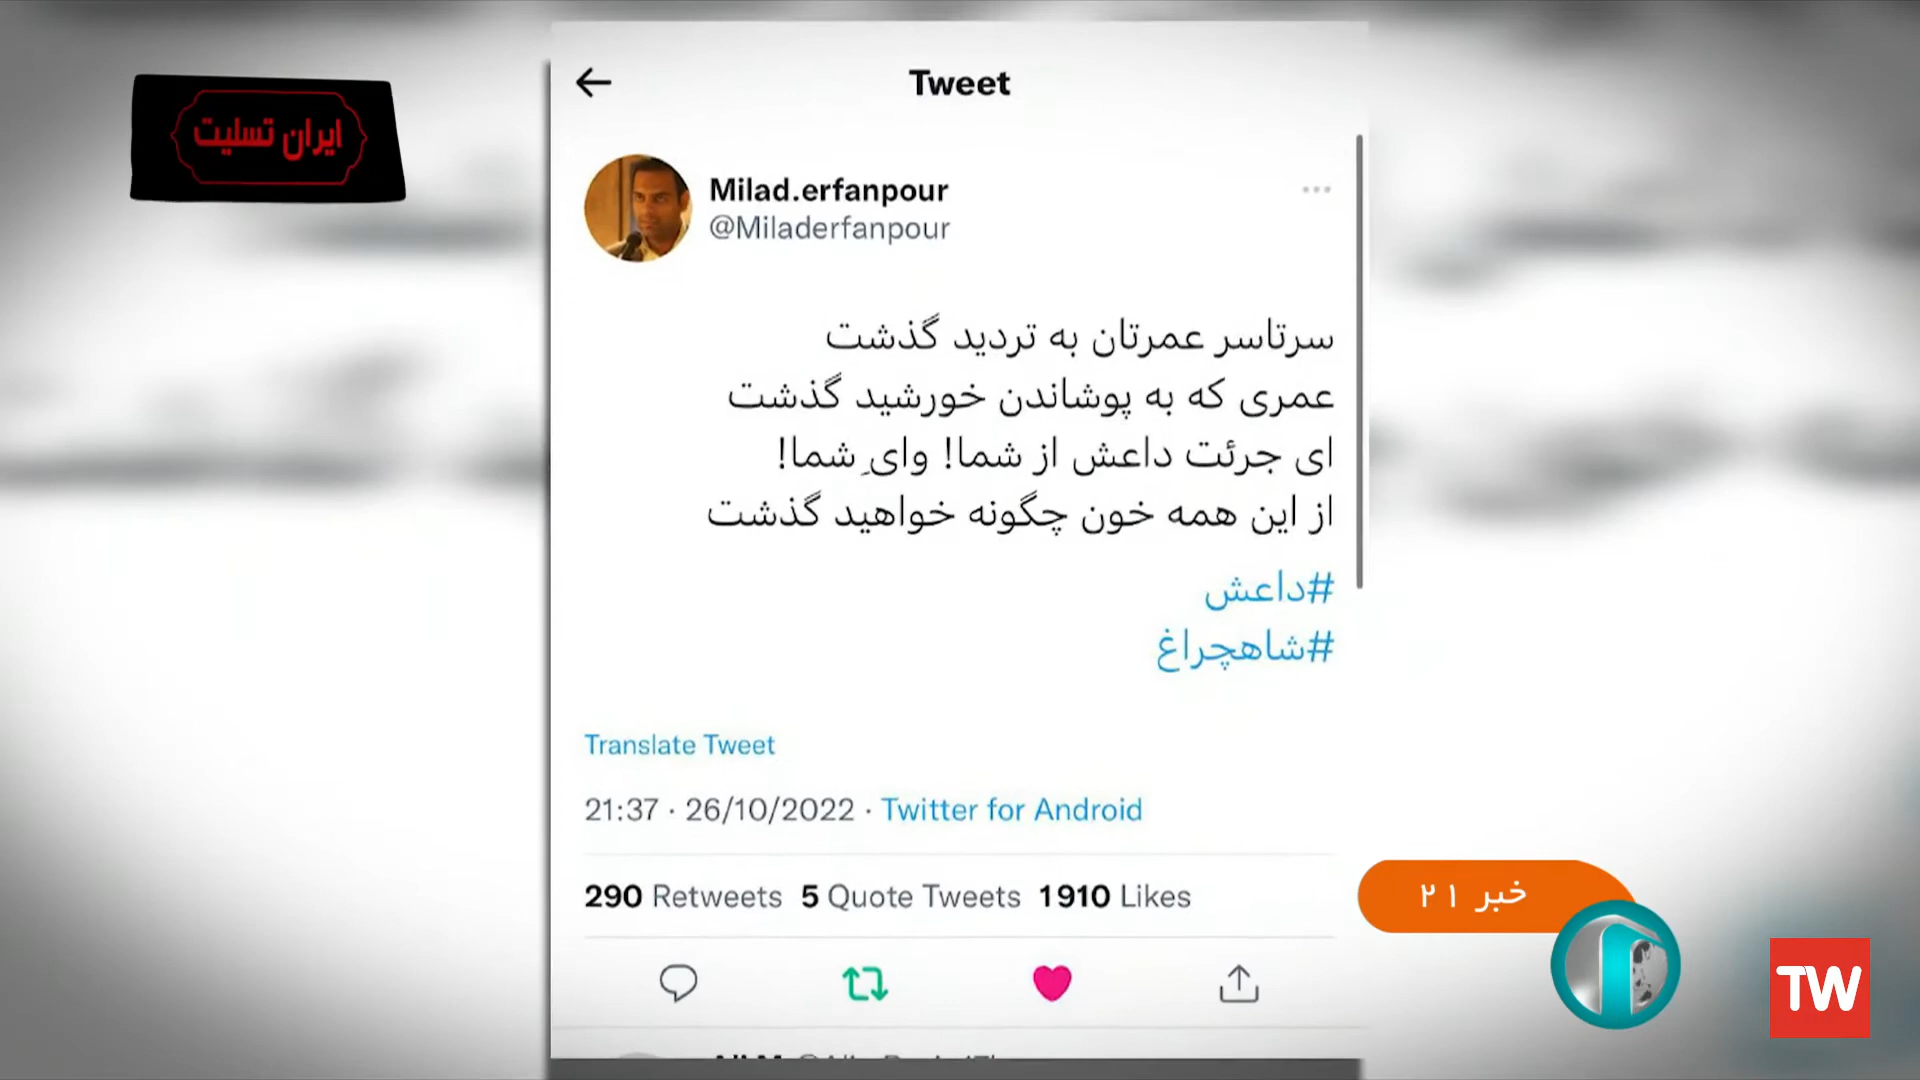 ایران تسلیت
Tweet
Milad.erfanpour
@Miladerfanpour
سرتاسر عمرتان به تردید گذشت
عمری که به پوشاندن خورشید گذشت
ای جرئت داعش از شما! وایِ شما!
از این همه خون چگونه خواهید گذشت
#داعش
#شاهچراغ
Translate Tweet
21:37 · 26/10/2022 · Twitter for Android
290 Retweets 5 Quote Tweets 1910 Likes
خبر ۲۱
TW